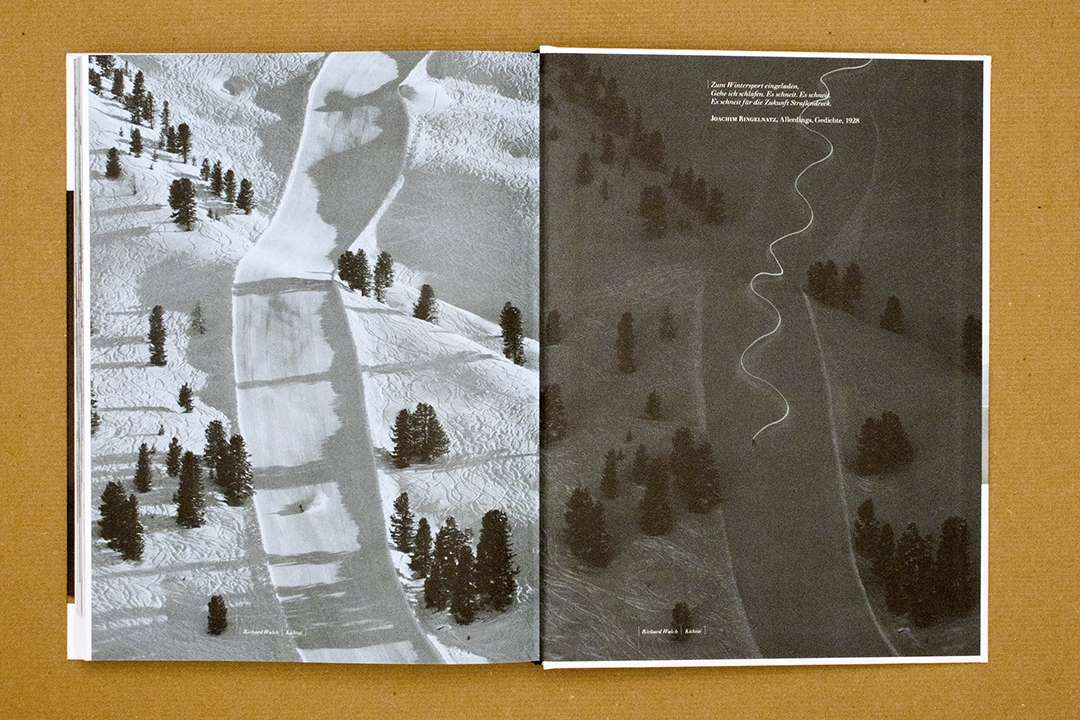 Zum Wintersport eingeladen,
Gehe ich schlafen. Es schneit. Es schneit.
Es schneit für die Zukunft Straßendreck.
JOACHIM RINGELNATZ, Allerdings, Gedichte, 1928
Richard Walch
Richard Walch